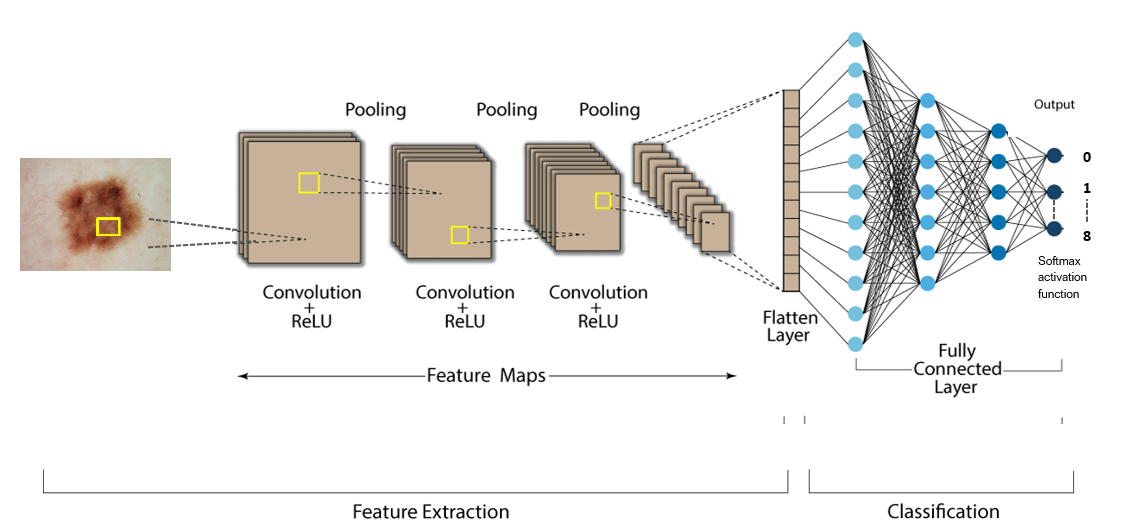 Pooling
Pooling
Pooling
Output
0
1
8
Softmax
activation
function
Convolution
+
ReLU
Convolution
+
ReLU
Convolution
+
ReLU
Flatten
Layer
Fully
Connected
Layer
Feature Maps
Feature Extraction
Classification